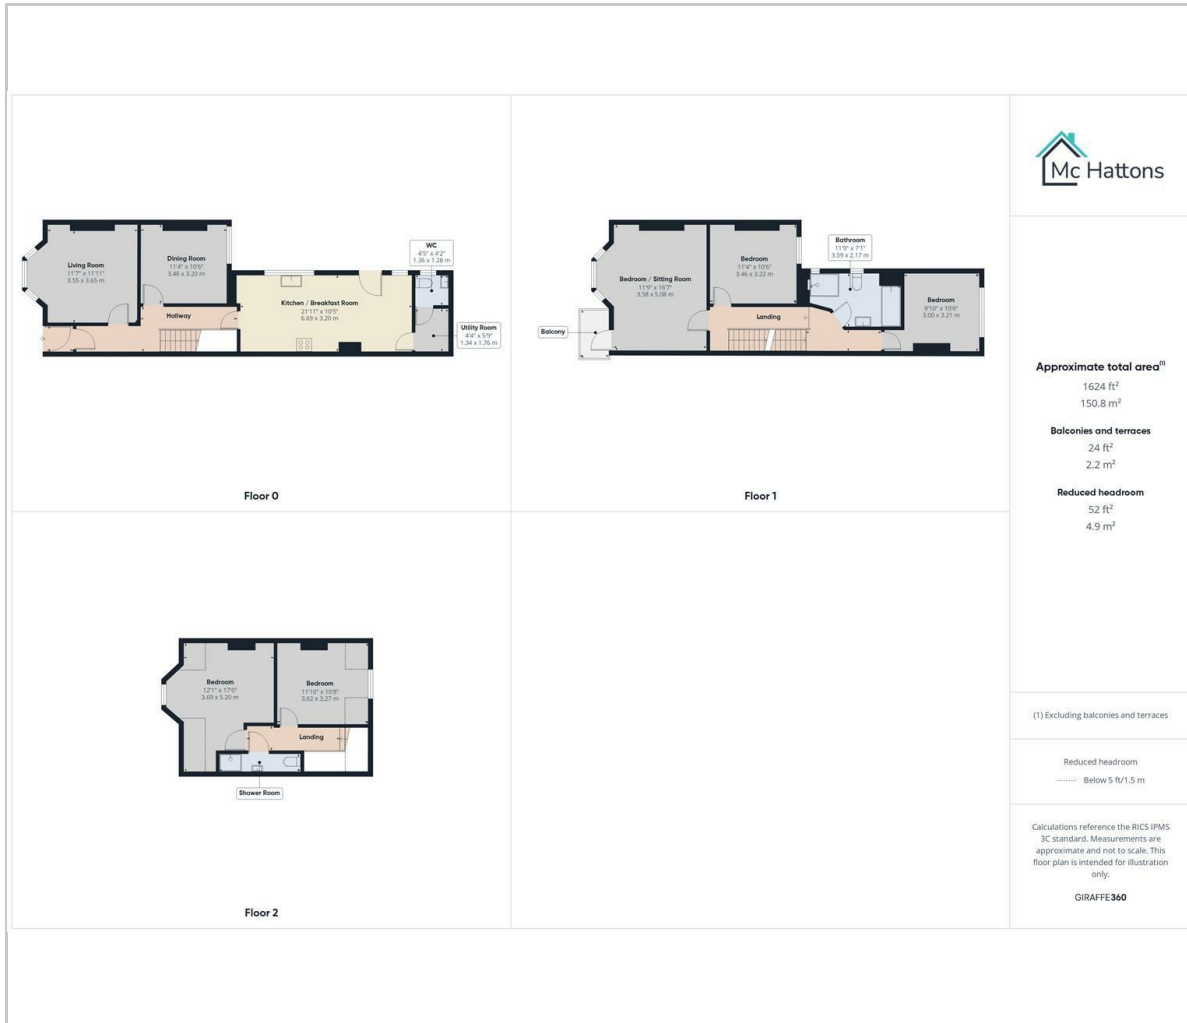 Living Room
11'7" x 11'11"
3.55 x 3.65 m
Dining Room
11'4" x 10'6"
3.46 x 3.20 m
Hallway
Kitchen / Breakfast Room
21'11" x 10'5"
6.69 x 3.20 m
WC
4'5" x 4'2"
1.36 x 1.28 m
Utility Room
4'4" x 5'9"
1.34 x 1.76 m
Floor 0
Bedroom / Sitting Room
11'9" x 16'7"
3.58 x 5.08 m
Balcony
Bedroom
11'4" x 10'6"
3.46 x 3.22 m
Landing
Bathroom
11'9" x 7'1"
3.59 x 2.17 m
Bedroom
9'10" x 10'6"
3.00 x 3.21 m
Floor 1
Bedroom
12'1" x 17'0"
3.69 x 5.20 m
Bedroom
11'10" x 10'8"
3.62 x 3.27 m
Landing
Shower Room
Floor 2
Mc Hattons
Approximate total area(1)
1624 ft²
150.8 m²
Balconies and terraces
24 ft²
2.2 m²
Reduced headroom
52 ft²
4.9 m²
(1) Excluding balconies and terraces
Reduced headroom
Below 5 ft/1.5 m
Calculations reference the RICS IPMS
3C standard. Measurements are
approximate and not to scale. This
floor plan is intended for illustration
only.
GIRAFFE360